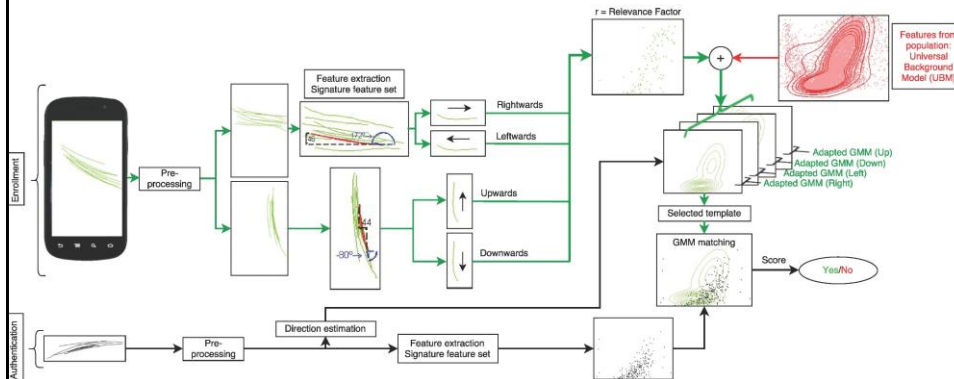 r = Relevance Factor
Features from
population:
Universal
Background
Model (UBM)
Feature extraction
Signature feature set
Rightwards
Leftwards
+
Enrollment
Pre-
processing
Upwards
Downwards
44
-80º
Adapted GMM (Up)
Adapted GMM (Down)
Adapted GMM (Left)
Adapted GMM (Right)
Selected template
GMM matching
Score
Yes/No
Authentication
Pre-
processing
Direction estimation
Feature extraction
Signature feature set